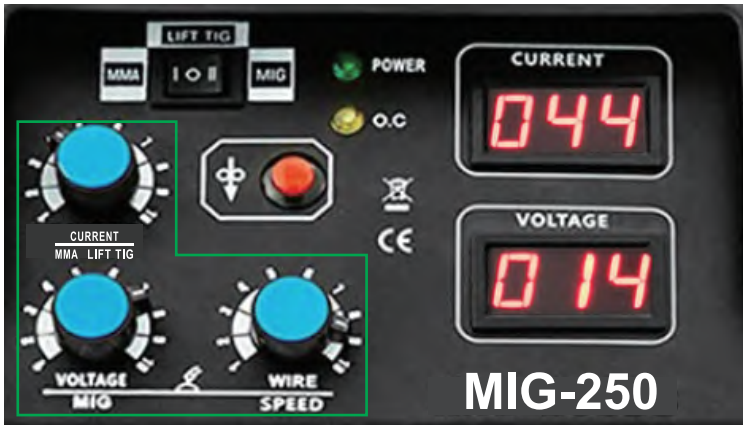 LIFT TIG
MMA
I O II
MIG
POWER
O.C
CURRENT
044
CURRENT
MMA LIFT TIG
VOLTAGE
014
CE
VOLTAGE
WIRE
MIG
SPEED
MIG-250